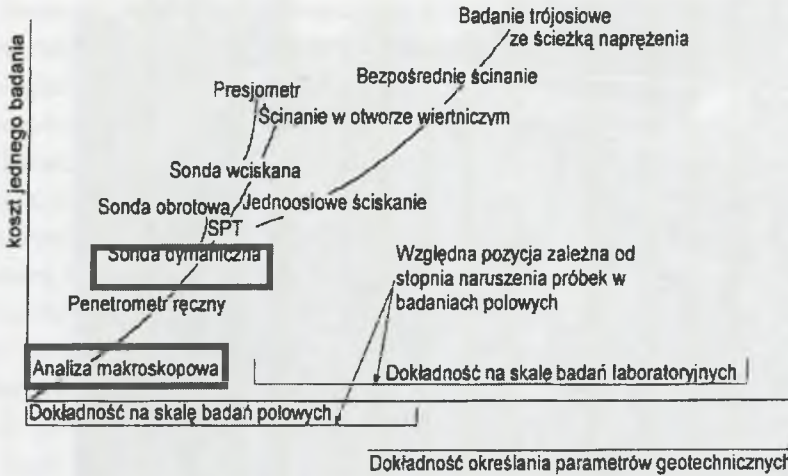 Badanie trójosiowe
ze ścieżką naprężenia
Bezpośrednie ścinanie
Presjometr
Ścinanie w otworze wiertniczym
Sonda wciskana
Jednoosiowe ściskanie
Sonda obrotowa
SPT
Sonda dymaniczna
Penetrometr ręczny
Analiza makroskopowa
koszt jednego badania
Względna pozycja zależna od
stopnia naruszenia próbek w
badaniach polowych
Dokładność na skalę badań laboratoryjnych
Dokładność na skalę badań polowych
Dokładność określania parametrów geotechnicznych